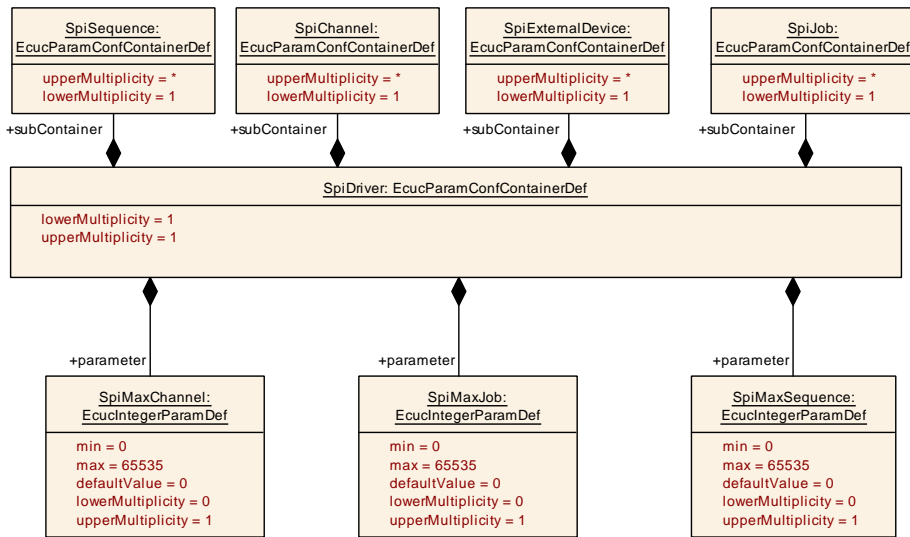 SpiSequence:
EcucParamConfContainerDef
upperMultiplicity = *
lowerMultiplicity = 1
SpiChannel:
EcucParamConfContainerDef
upperMultiplicity = *
lowerMultiplicity = 1
SpiExternalDevice:
EcucParamConfContainerDef
upperMultiplicity = *
lowerMultiplicity = 1
SpiJob:
EcucParamConfContainerDef
upperMultiplicity = *
lowerMultiplicity = 1
+subContainer
+subContainer
+subContainer
+subContainer
SpiDriver: EcucParamConfContainerDef
lowerMultiplicity = 1
upperMultiplicity = 1
+parameter
+parameter
+parameter
SpiMaxChannel:
EcucIntegerParamDef
min = 0
max = 65535
defaultValue = 0
lowerMultiplicity = 0
upperMultiplicity = 1
SpiMaxJob:
EcucIntegerParamDef
min = 0
max = 65535
defaultValue = 0
lowerMultiplicity = 0
upperMultiplicity = 1
SpiMaxSequence:
EcucIntegerParamDef
min = 0
max = 65535
defaultValue = 0
lowerMultiplicity = 0
upperMultiplicity = 1